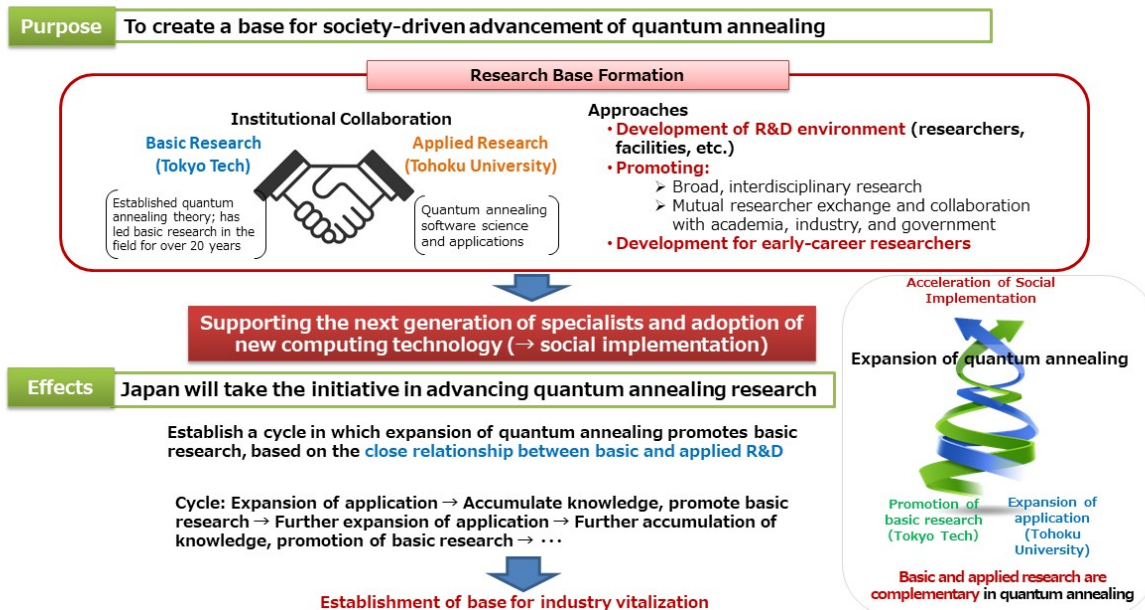 Purpose
To create a base for society-driven advancement of quantum annealing
Research Base Formation
Institutional Collaboration
Basic Research
(Tokyo Tech)
Applied Research
(Tohoku University)
Established quantum
annealing theory; has
led basic research in the
field for over 20 years
Quantum annealing
software science
and applications
Approaches
・Development of R&D environment (researchers,
facilities, etc.)
・Promoting:
➢ Broad, interdisciplinary research
➢ Mutual researcher exchange and collaboration
with academia, industry, and government
・Development for early-career researchers
Supporting the next generation of specialists and adoption of
new computing technology (→ social implementation)
Effects
Japan will take the initiative in advancing quantum annealing research
Establish a cycle in which expansion of quantum annealing promotes basic
research, based on the close relationship between basic and applied R&D
Cycle: Expansion of application → Accumulate knowledge, promote basic
research → Further expansion of application → Further accumulation of
knowledge, promotion of basic research → ⋯
Establishment of base for industry vitalization
Acceleration of Social
Implementation
Expansion of quantum annealing
Promotion of
basic research
(Tokyo Tech)
Expansion of
application
(Tohoku
University)
Basic and applied research are
complementary in quantum annealing